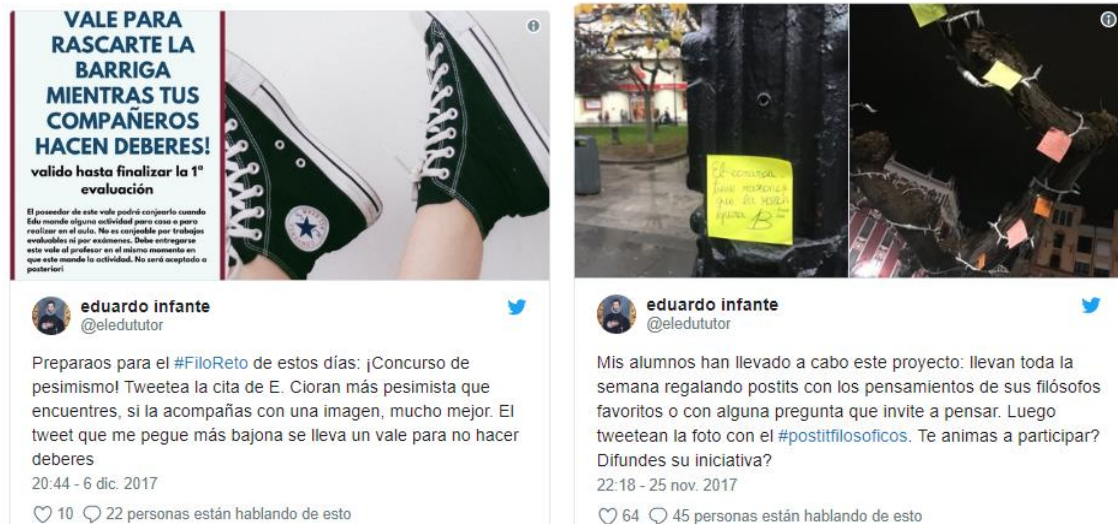 VALE PARA
RASCARTE LA
BARRIGA
MIENTRAS TUS
COMPAÑEROS
HACEN DEBERES!
valido hasta finalizar la 1ª
evaluación
El poseedor de este vale podrá canjearlo cuando
Edu mande alguna actividad para casa o para
realizar en el aula. No es canjeable por trabajos
evaluables ni por exámenes. Debe entregarse
este vale al profesor en el mismo momento en
que este mande la actividad. No será aceptado a
posteriori
eduardo infante
@eledututor
Preparaos para el #FiloReto de estos días: ¡Concurso de
pesimismo! Tweetea la cita de E. Cioran más pesimista que
encuentres, si la acompañas con una imagen, mucho mejor. El
tweet que me pegue más bajona se lleva un vale para no hacer
deberes
20:44 - 6 dic. 2017
10 22 personas están hablando de esto
El corazón
tiene razones
que la razón
ignora
eduardo infante
@eledututor
Mis alumnos han llevado a cabo este proyecto: llevan toda la
semana regalando postits con los pensamientos de sus filósofos
favoritos o con alguna pregunta que invite a pensar. Luego
tweetean la foto con el #postitfilosoficos. Te animas a participar?
Difundes su iniciativa?
22:18 - 25 nov. 2017
64 45 personas están hablando de esto